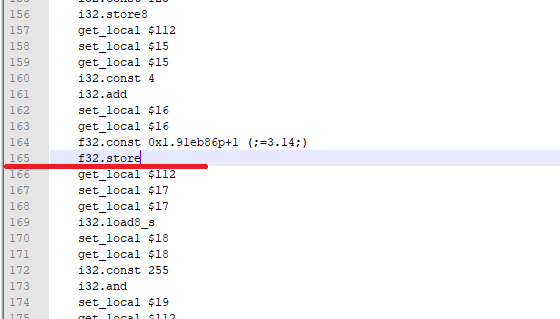 156 i32.store8
157 get_local $112
158 set_local $15
159 get_local $15
160 i32.const 4
161 i32.add
162 set_local $16
163 get_local $16
164 f32.const 0x1.91eb86p+1 (;=3.14;)
165 f32.store
166 get_local $112
167 set_local $17
168 get_local $17
169 i32.load8_s
170 set_local $18
171 get_local $18
172 i32.const 255
173 i32.and
174 set_local $19
175 get_local $112